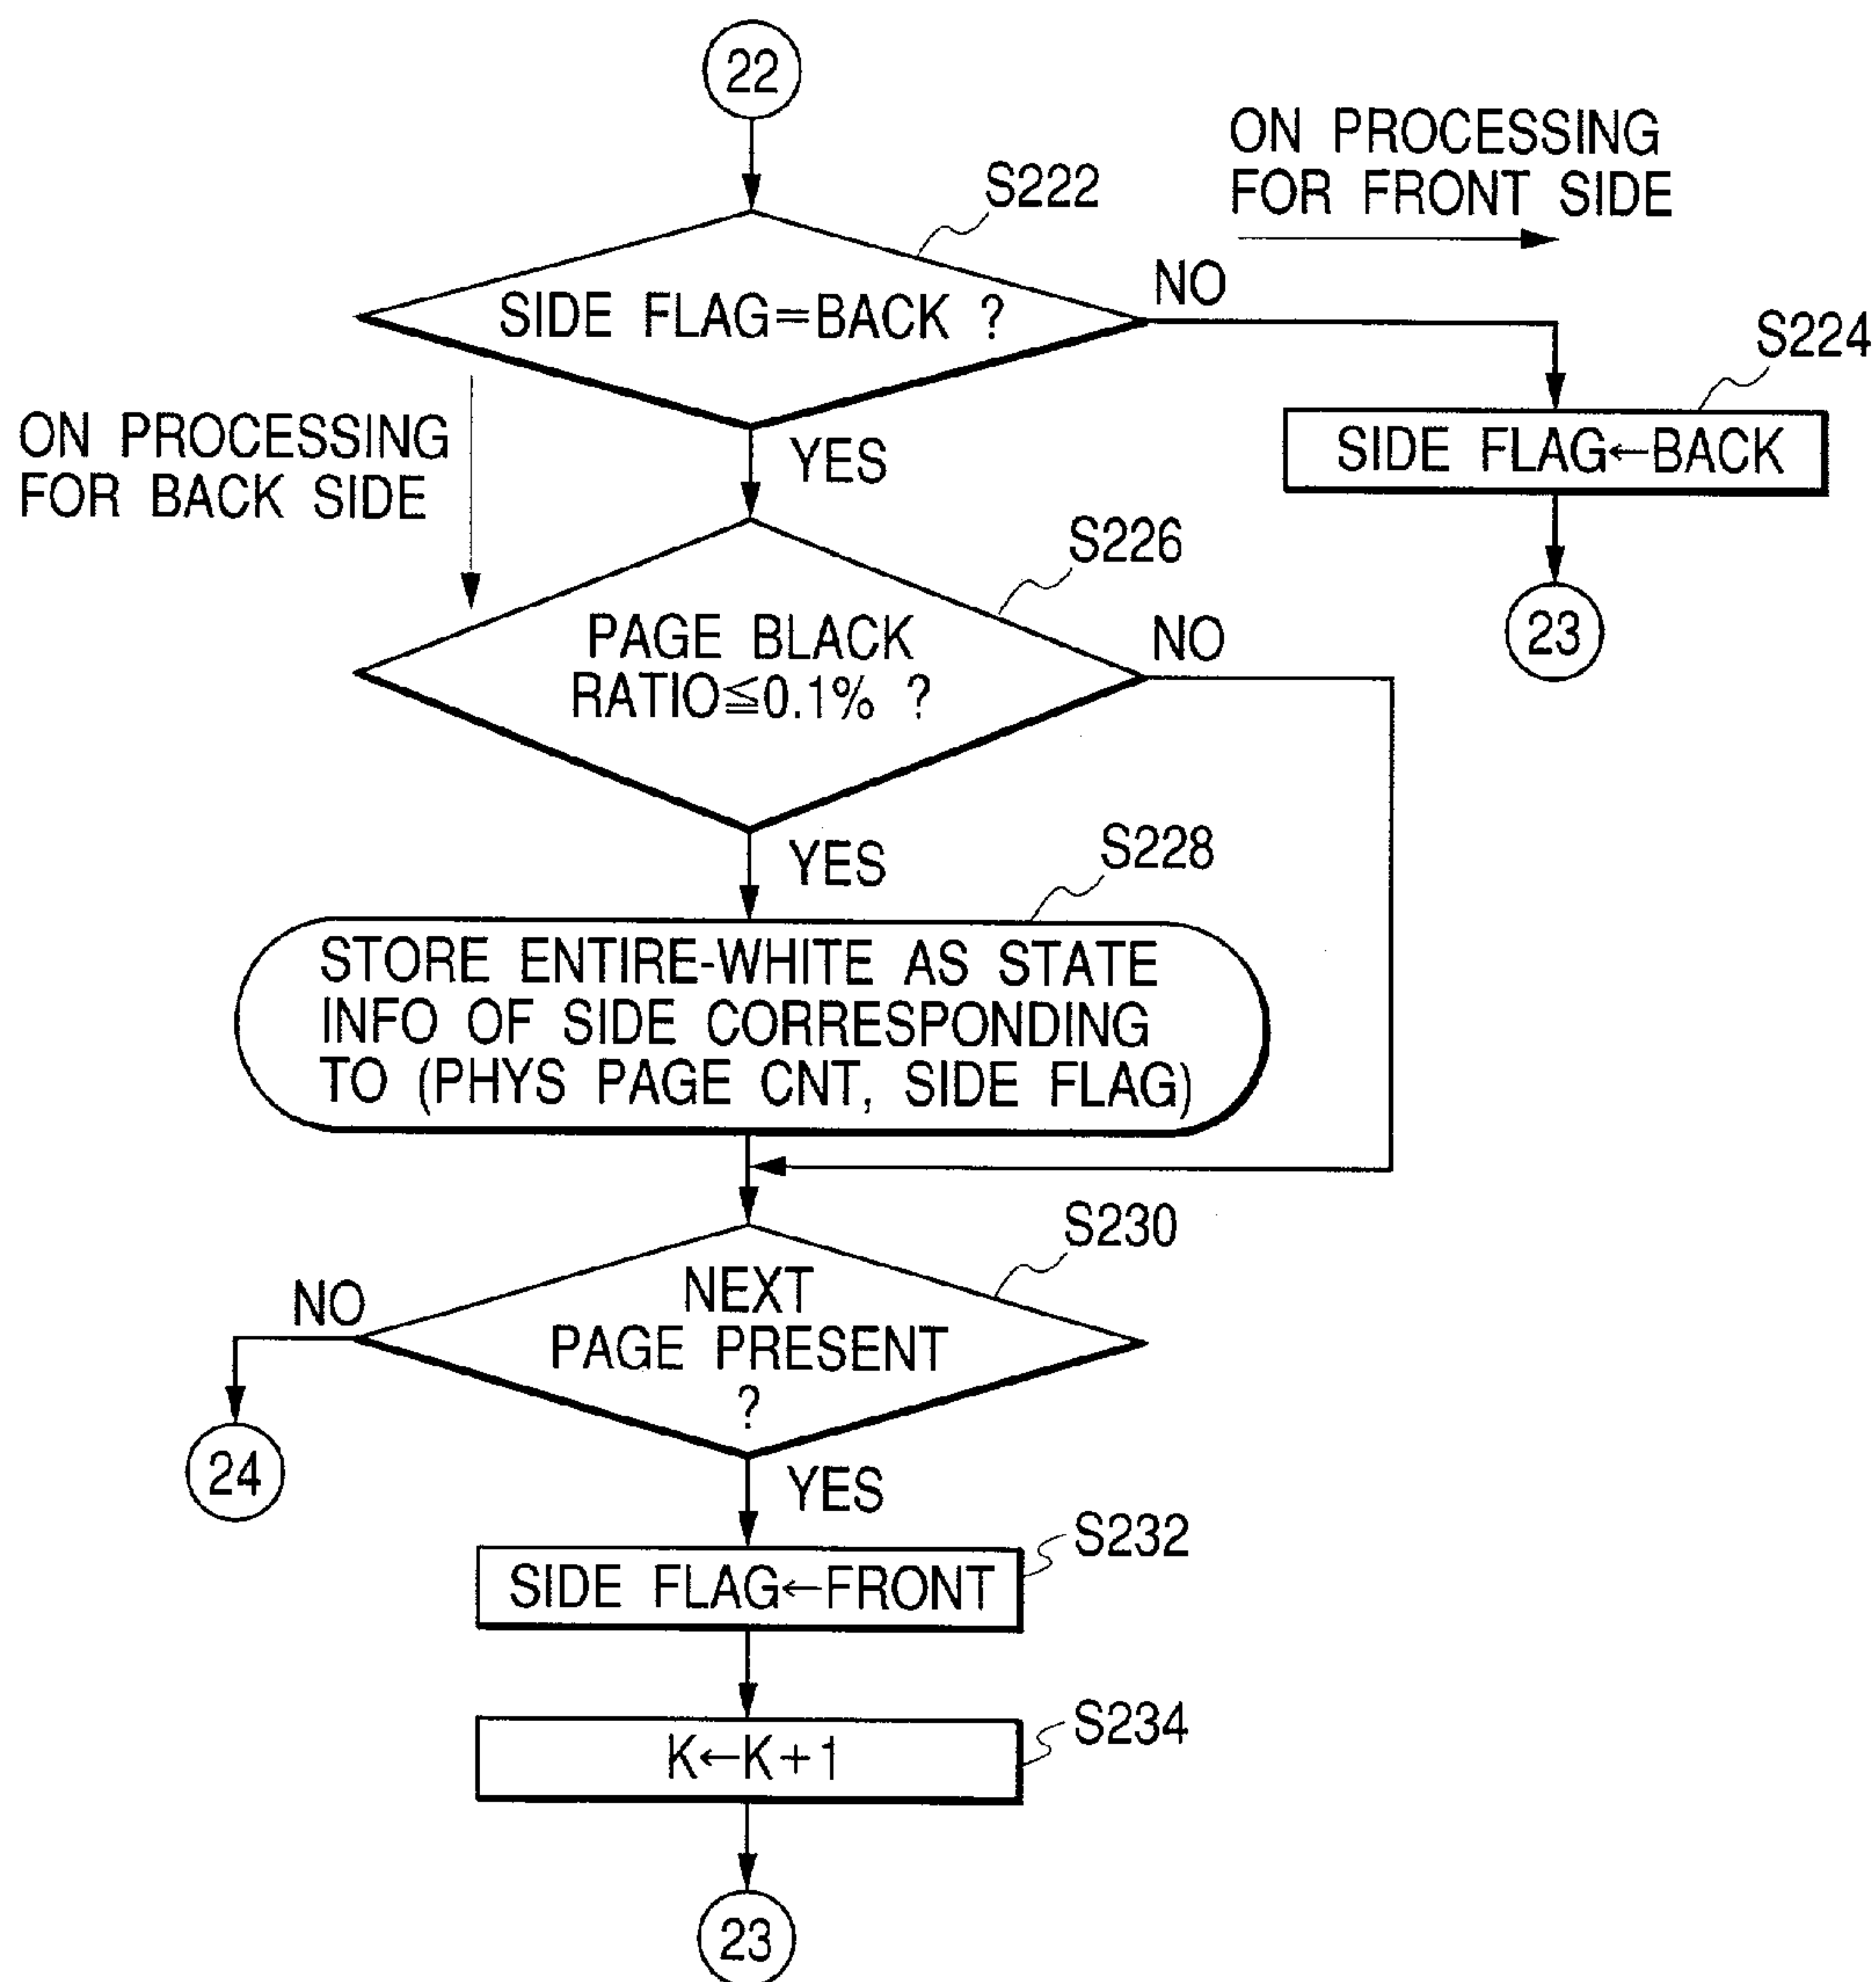 22
ON PROCESSING
FOR FRONT SIDE
S222
SIDE FLAG=BACK ?
NO
S224
SIDE FLAG←BACK
23
ON PROCESSING
FOR BACK SIDE
YES
S226
PAGE BLACK
RATIO≦0.1% ?
NO
YES
S228
STORE ENTIRE-WHITE AS STATE
INFO OF SIDE CORRESPONDING
TO (PHYS PAGE CNT, SIDE FLAG)
S230
NEXT
PAGE PRESENT
?
NO
24
YES
S232
SIDE FLAG←FRONT
S234
K←K+1
23